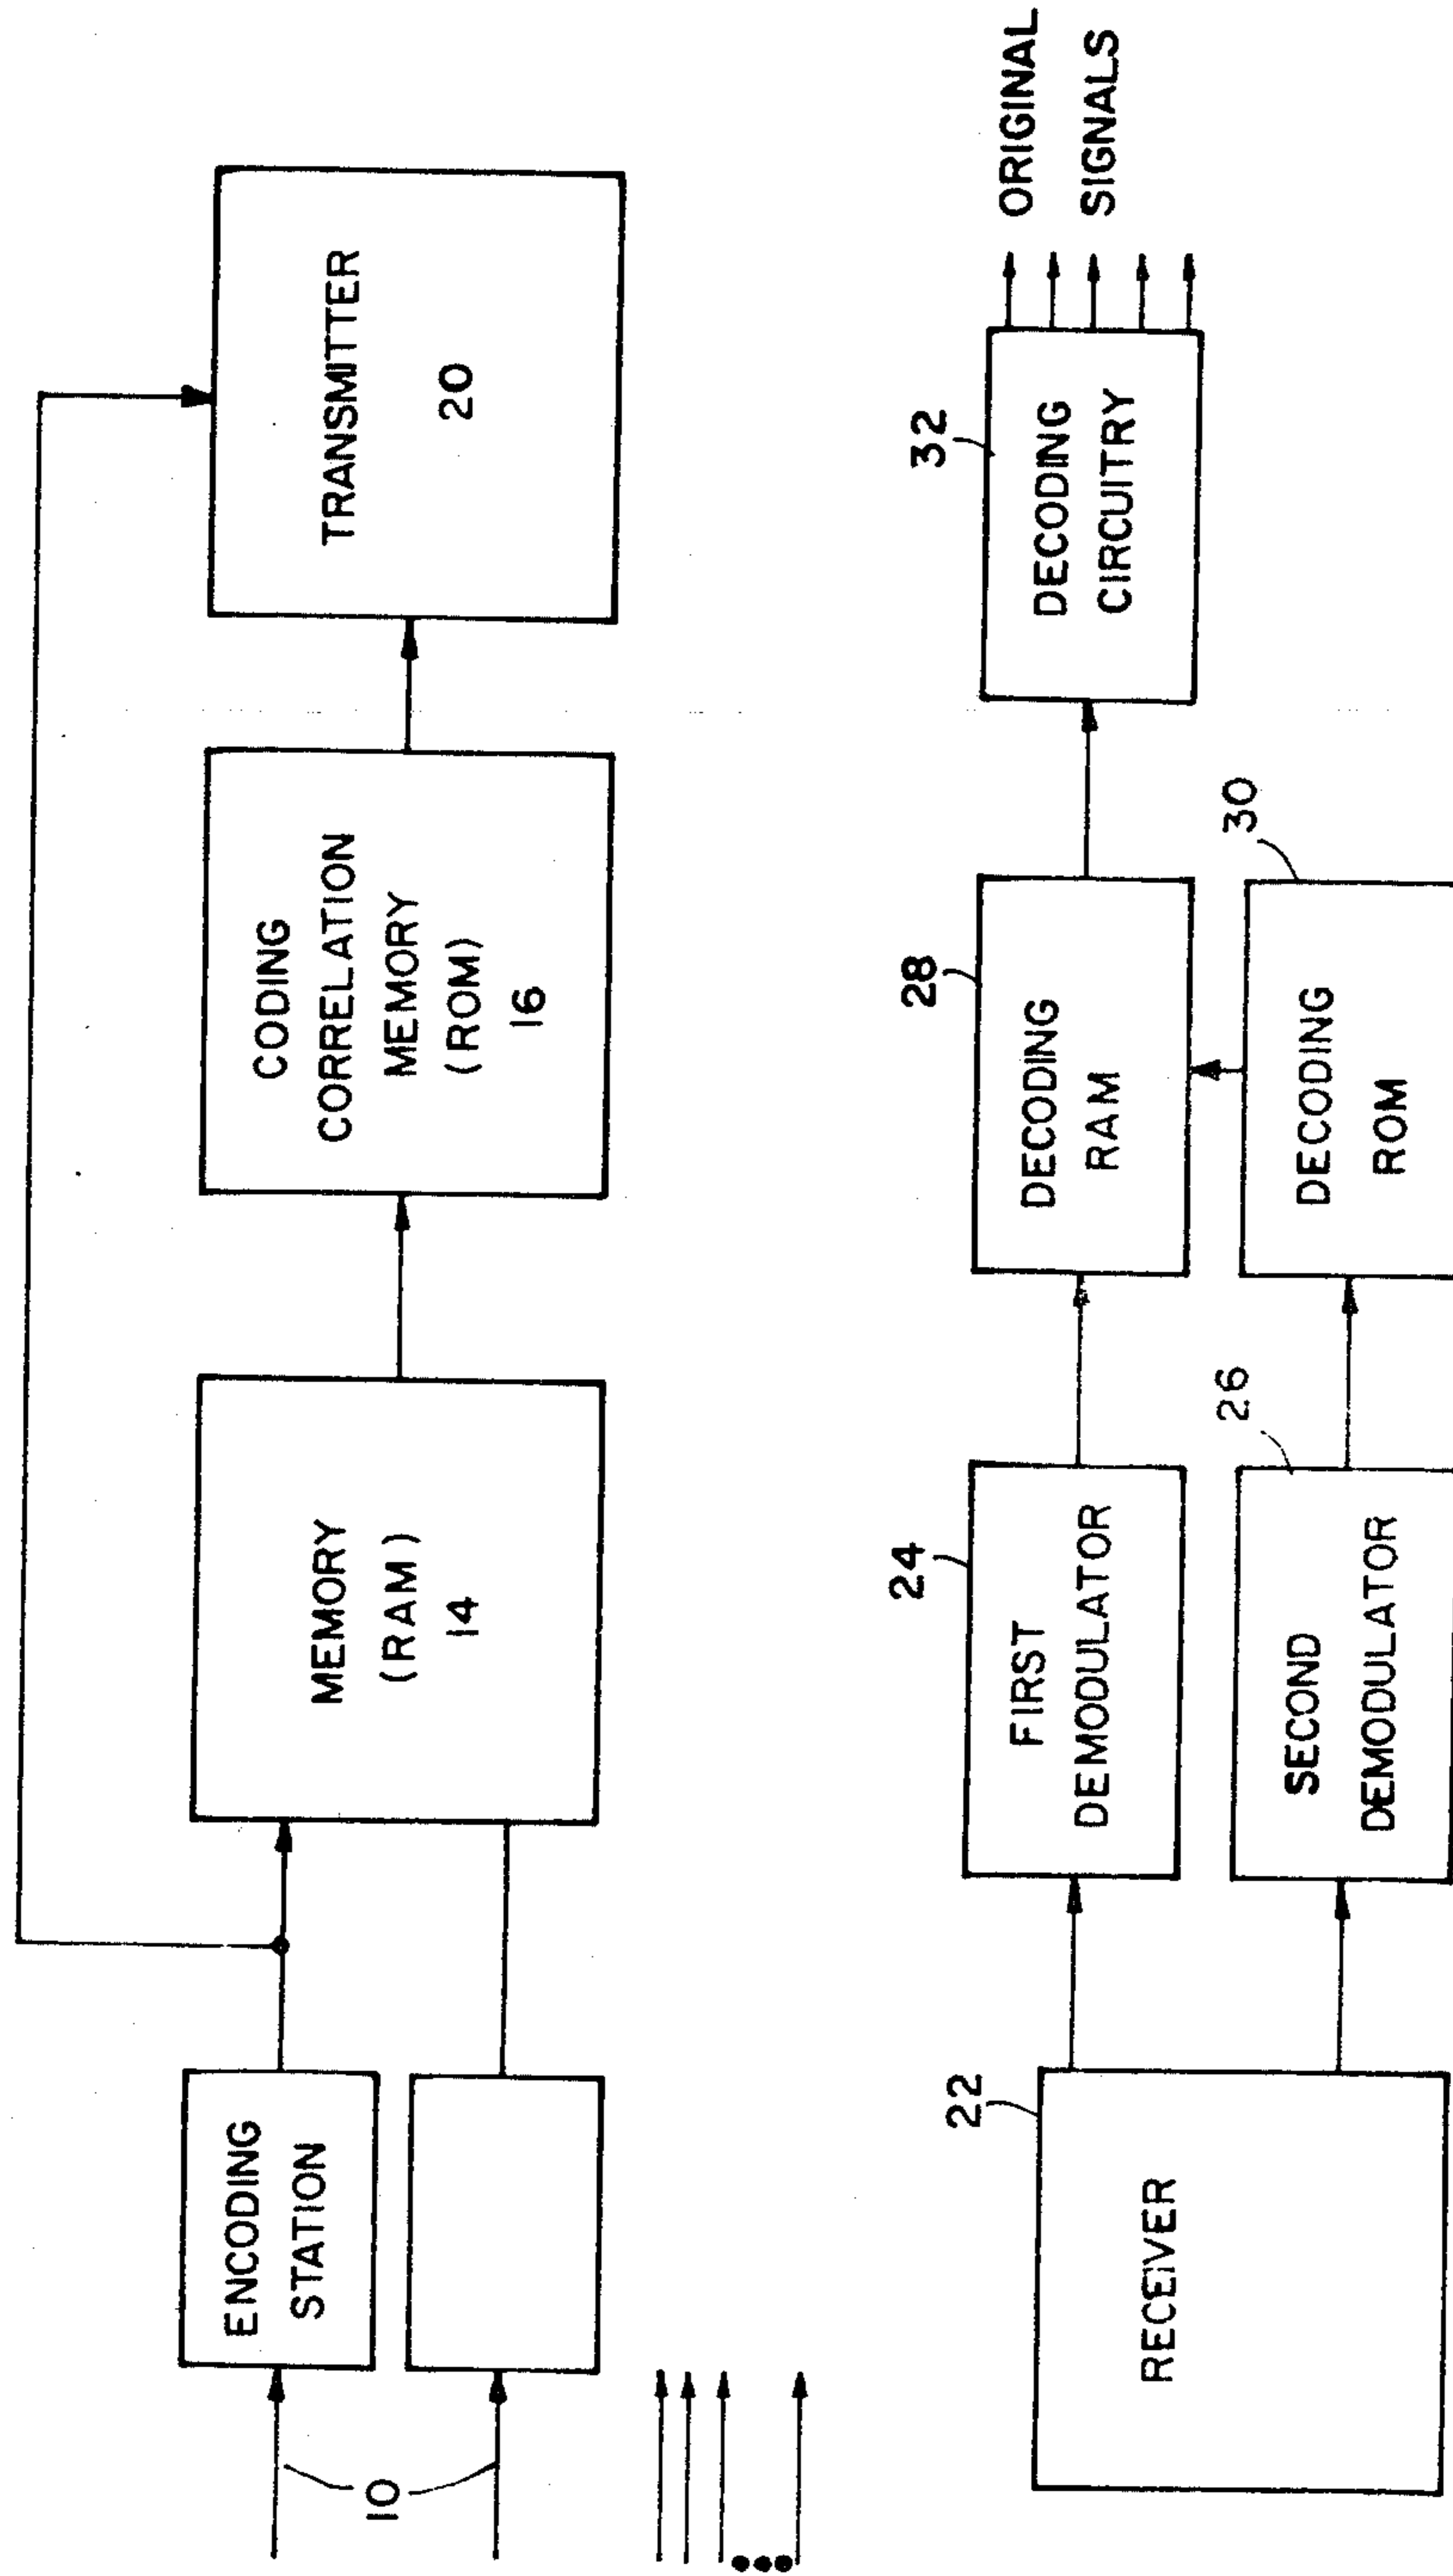 10
ENCODING
STATION
MEMORY
(RAM)
14
CODING
CORRELATION
MEMORY
(ROM)
16
TRANSMITTER
20
22
RECEIVER
24
FIRST
DEMODULATOR
26
SECOND
DEMODULATOR
28
DECODING
RAM
30
DECODING
ROM
32
DECODING
CIRCUITRY
ORIGINAL
SIGNALS